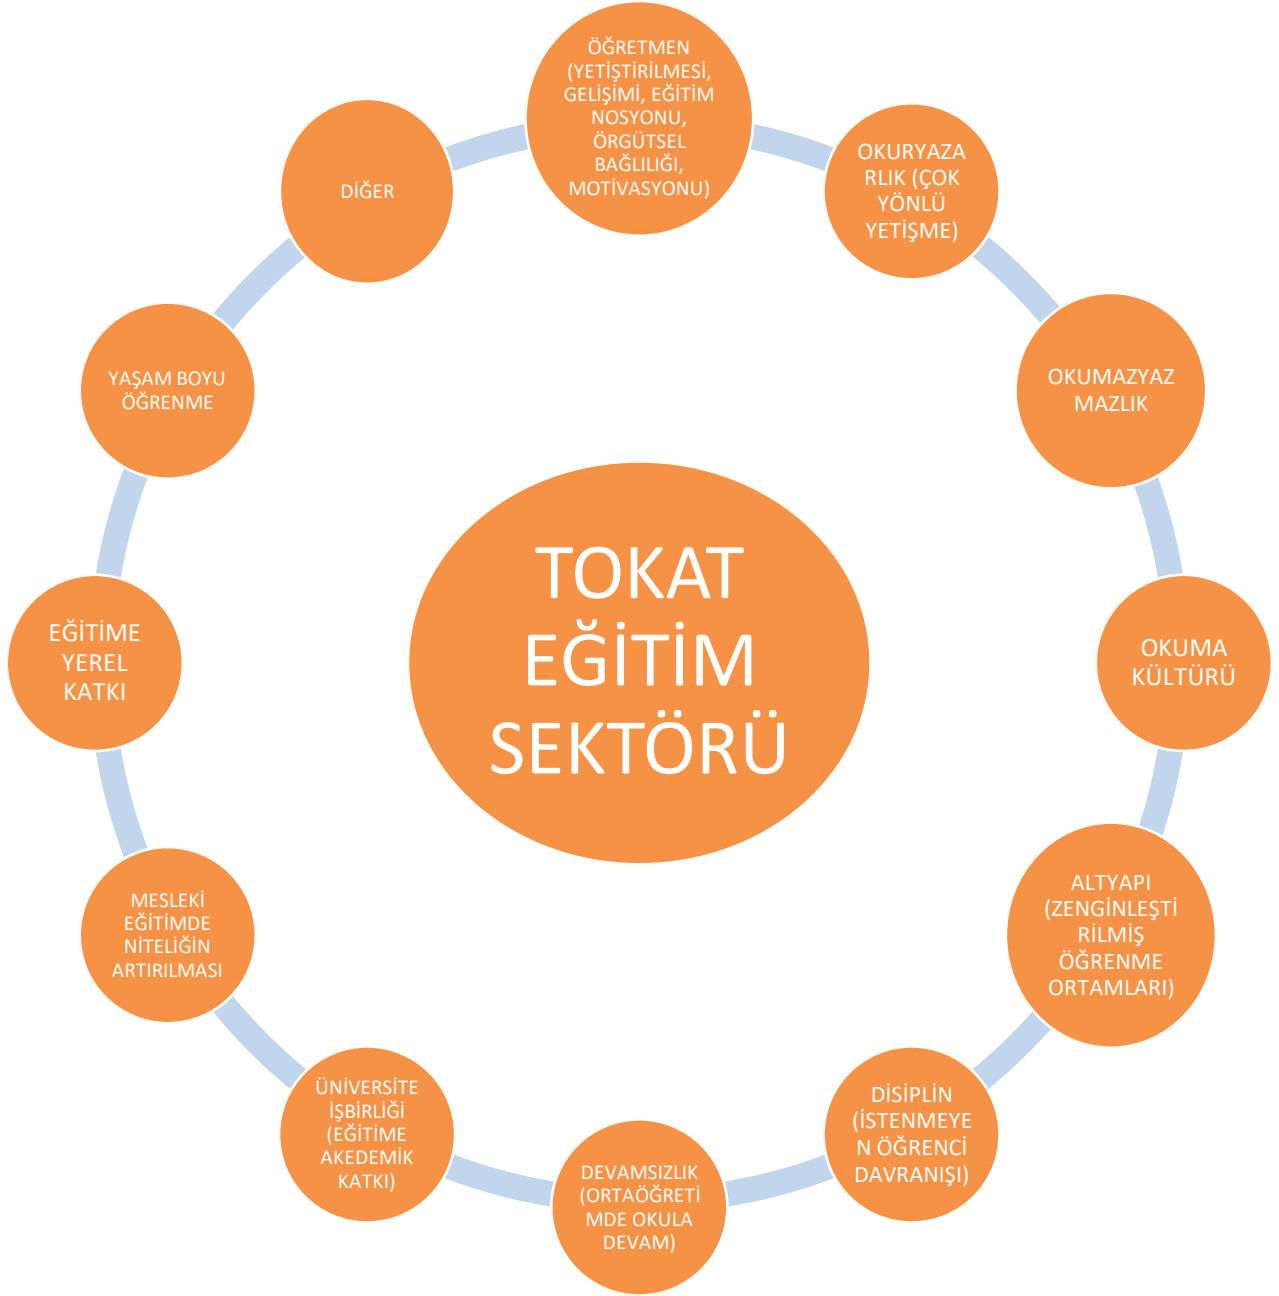 ÖĞRETMEN
(YETİŞTİRİLMESİ,
GELİŞİMİ, EĞİTİM
NOSYONU,
ÖRGÜTSEL
BAĞLILIĞI,
MOTİVASYONU)
OKURYAZA
RLIK (ÇOK
YÖNLÜ
YETİŞME)
OKUMAZYAZ
MAZLIK
OKUMA
KÜLTÜRÜ
ALTYAPI
(ZENGİNLEŞTİ
RİLMİŞ
ÖĞRENME
ORTAMLARI)
DİSİPLİN
(İSTENMEYE
N ÖĞRENCİ
DAVRANIŞI)
DEVAMSIZLIK
(ORTAÖĞRETİ
MDE OKULA
DEVAM)
ÜNİVERSİTE
İŞBİRLİĞİ
(EĞİTİME
AKEDEMİK
KATKI)
MESLEKİ
EĞİTİMDE
NİTELİĞİN
ARTIRILMASI
EĞİTİME
YEREL
KATKI
YAŞAM BOYU
ÖĞRENME
DİĞER
TOKAT
EĞİTİM
SEKTÖRÜ